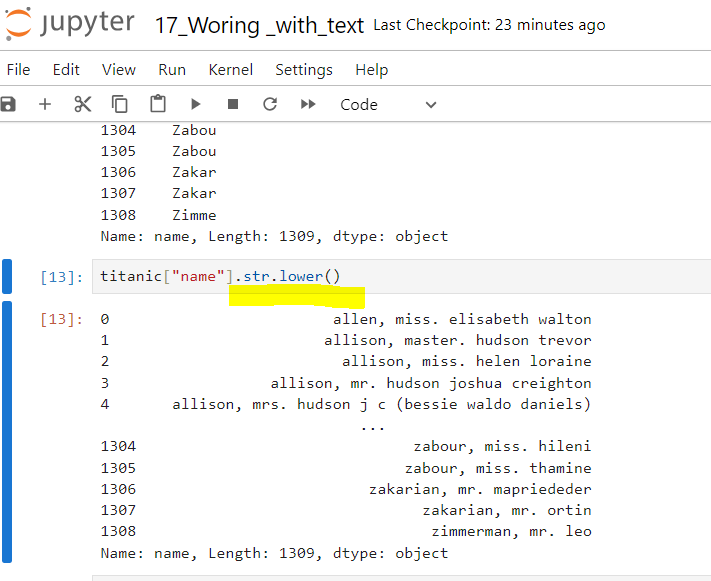 jupyter 17_Woring _with_text Last Checkpoint: 23 minutes ago
File Edit View Run Kernel Settings Help
Code
1304 Zabou
1305 Zabou
1306 Zakar
1307 Zakar
1308 Zimme
Name: name, Length: 1309, dtype: object
[13]: titanic["name"].str.lower()
[13]: 0 allen, miss. elisabeth walton
1 allison, master. hudson trevor
2 allison, miss. helen loraine
3 allison, mr. hudson joshua creighton
4 allison, mrs. hudson j c (bessie waldo daniels)
...
1304 zabour, miss. hileni
1305 zabour, miss. thamine
1306 zakarian, mr. mapriededer
1307 zakarian, mr. ortin
1308 zimmerman, mr. leo
Name: name, Length: 1309, dtype: object